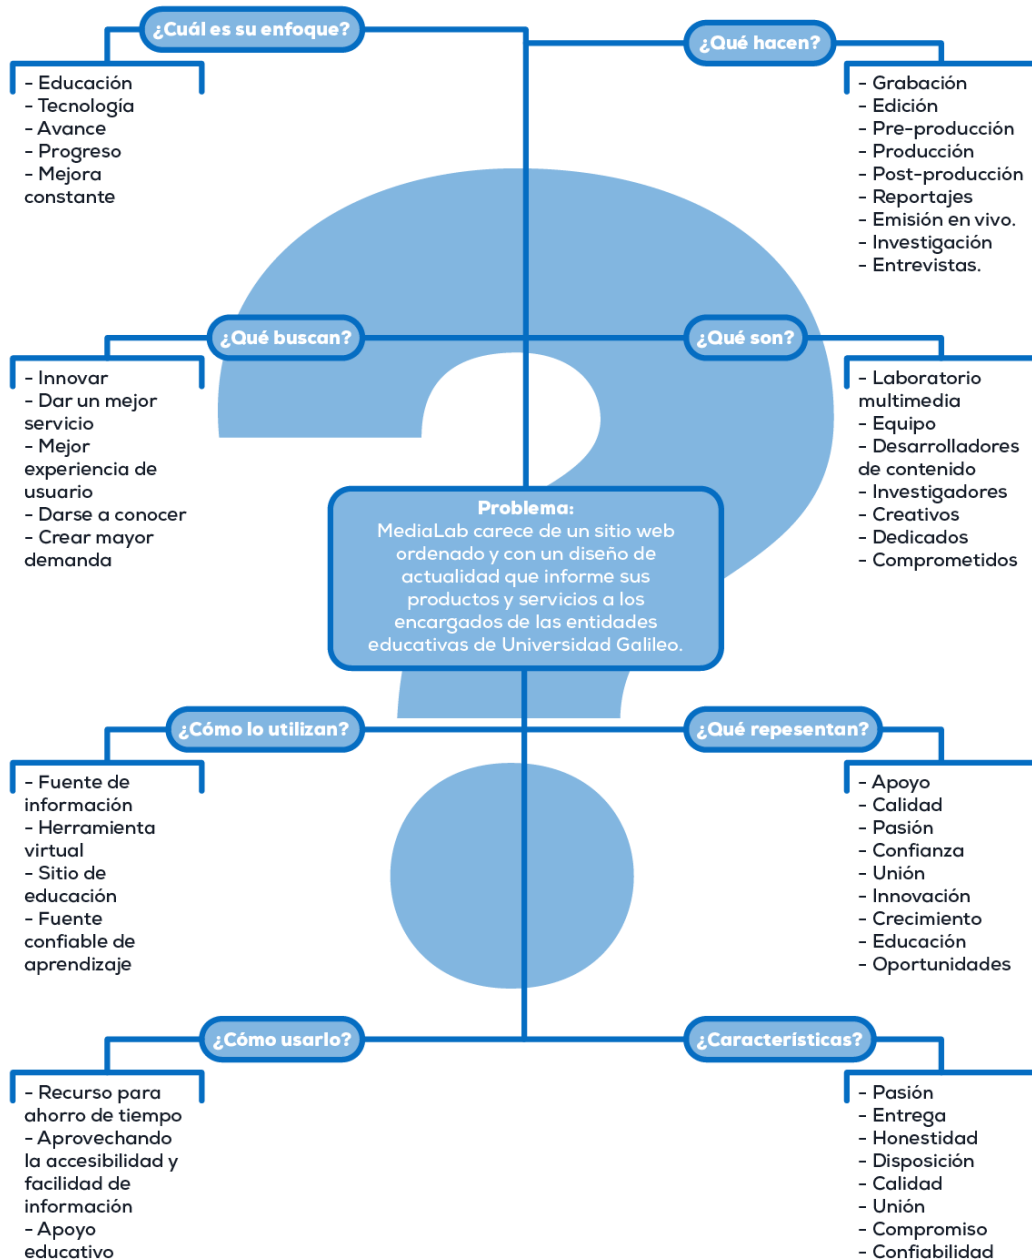 ¿Cuál es su enfoque?
- Educación
- Tecnología
- Avance
- Progreso
- Mejora
constante
¿Qué hacen?
- Grabación
- Edición
- Pre-producción
- Producción
- Post-producción
- Reportajes
- Emisión en vivo.
- Investigación
- Entrevistas.
¿Qué buscan?
- Innovar
- Dar un mejor
servicio
- Mejor
experiencia de
usuario
- Darse a conocer
- Crear mayor
demanda
¿Qué son?
- Laboratorio
multimedia
- Equipo
- Desarrolladores
de contenido
- Investigadores
- Creativos
- Dedicados
- Comprometidos
Problema:
MediaLab carece de un sitio web
ordenado y con un diseño de
actualidad que informe sus
productos y servicios a los
encargados de las entidades
educativas de Universidad Galileo.
¿Cómo lo utilizan?
- Fuente de
información
- Herramienta
virtual
- Sitio de
educación
- Fuente
confiable de
aprendizaje
¿Qué repesentan?
- Apoyo
- Calidad
- Pasión
- Confianza
- Unión
- Innovación
- Crecimiento
- Educación
- Oportunidades
¿Cómo usarlo?
- Recurso para
ahorro de tiempo
- Aprovechando
la accesibilidad y
facilidad de
información
- Apoyo
educativo
¿Características?
- Pasión
- Entrega
- Honestidad
- Disposición
- Calidad
- Unión
- Compromiso
- Confiabilidad